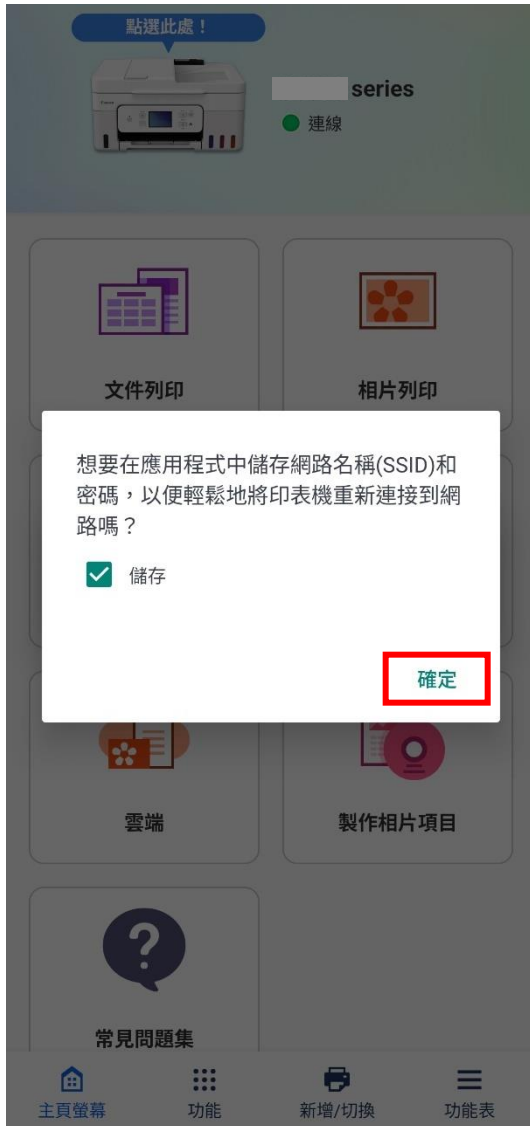 點選此處！
series
連線
文件列印
相片列印
想要在應用程式中儲存網路名稱(SSID)和
密碼，以便輕鬆地將印表機重新連接到網
路嗎？
儲存
確定
雲端
製作相片項目
常見問題集
主頁螢幕
功能
新增/切換
功能表